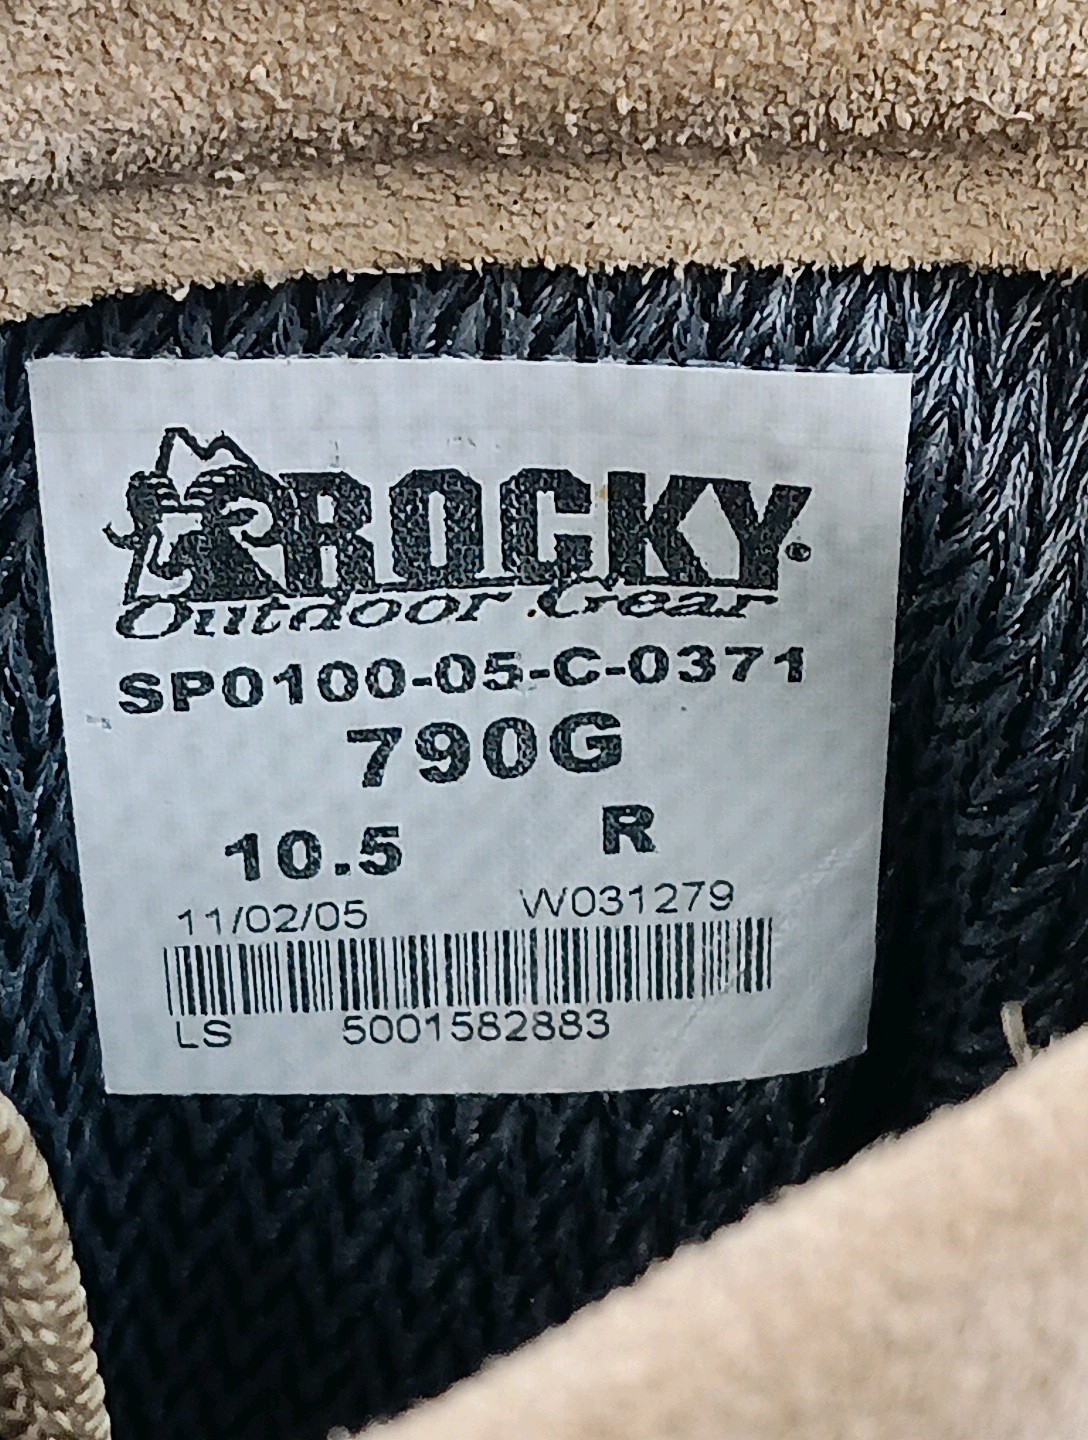 ROCKY®
Outdoor Gear
SP0100-05-C-0371
790G
10.5 R
11/02/05 W031279
LS 5001582883